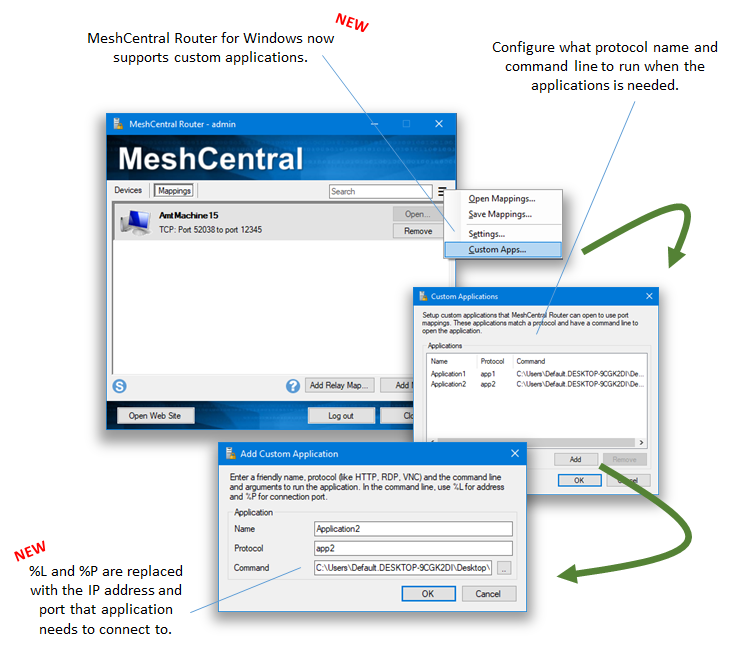 NEW
MeshCentral Router for Windows now
supports custom applications.
Configure what protocol name and
command line to run when the
applications is needed.
MeshCentral Router - admin
MeshCentral
Devices
Mappings
Search
Amt Machine 15
TCP: Port 52038 to port 12345
Open...
Remove
Open Mappings...
Save Mappings...
Settings...
Custom Apps...
S
?
Add Relay Map...
Add
Open Web Site
Log out
Custom Applications
Setup custom applications that MeshCentral Router can open to use port
mappings. These applications match a protocol and have a command line to
open the application.
Applications
Name Protocol Command
Application1 app1 C:\Users\Default.DESKTOP-9CGK2DI\De...
Application2 app2 C:\Users\Default.DESKTOP-9CGK2DI\De...
Add
Remove
OK
Add Custom Application
Enter a friendly name, protocol (like HTTP, RDP, VNC) and the command line
and arguments to run the application. In the command line, use %L for address
and %P for connection port.
Application
Name
Application2
Protocol
app2
Command
C:\Users\Default.DESKTOP-9CGK2DI\Desktop\
..
OK
Cancel
NEW
%L and %P are replaced
with the IP address and
port that application
needs to connect to.